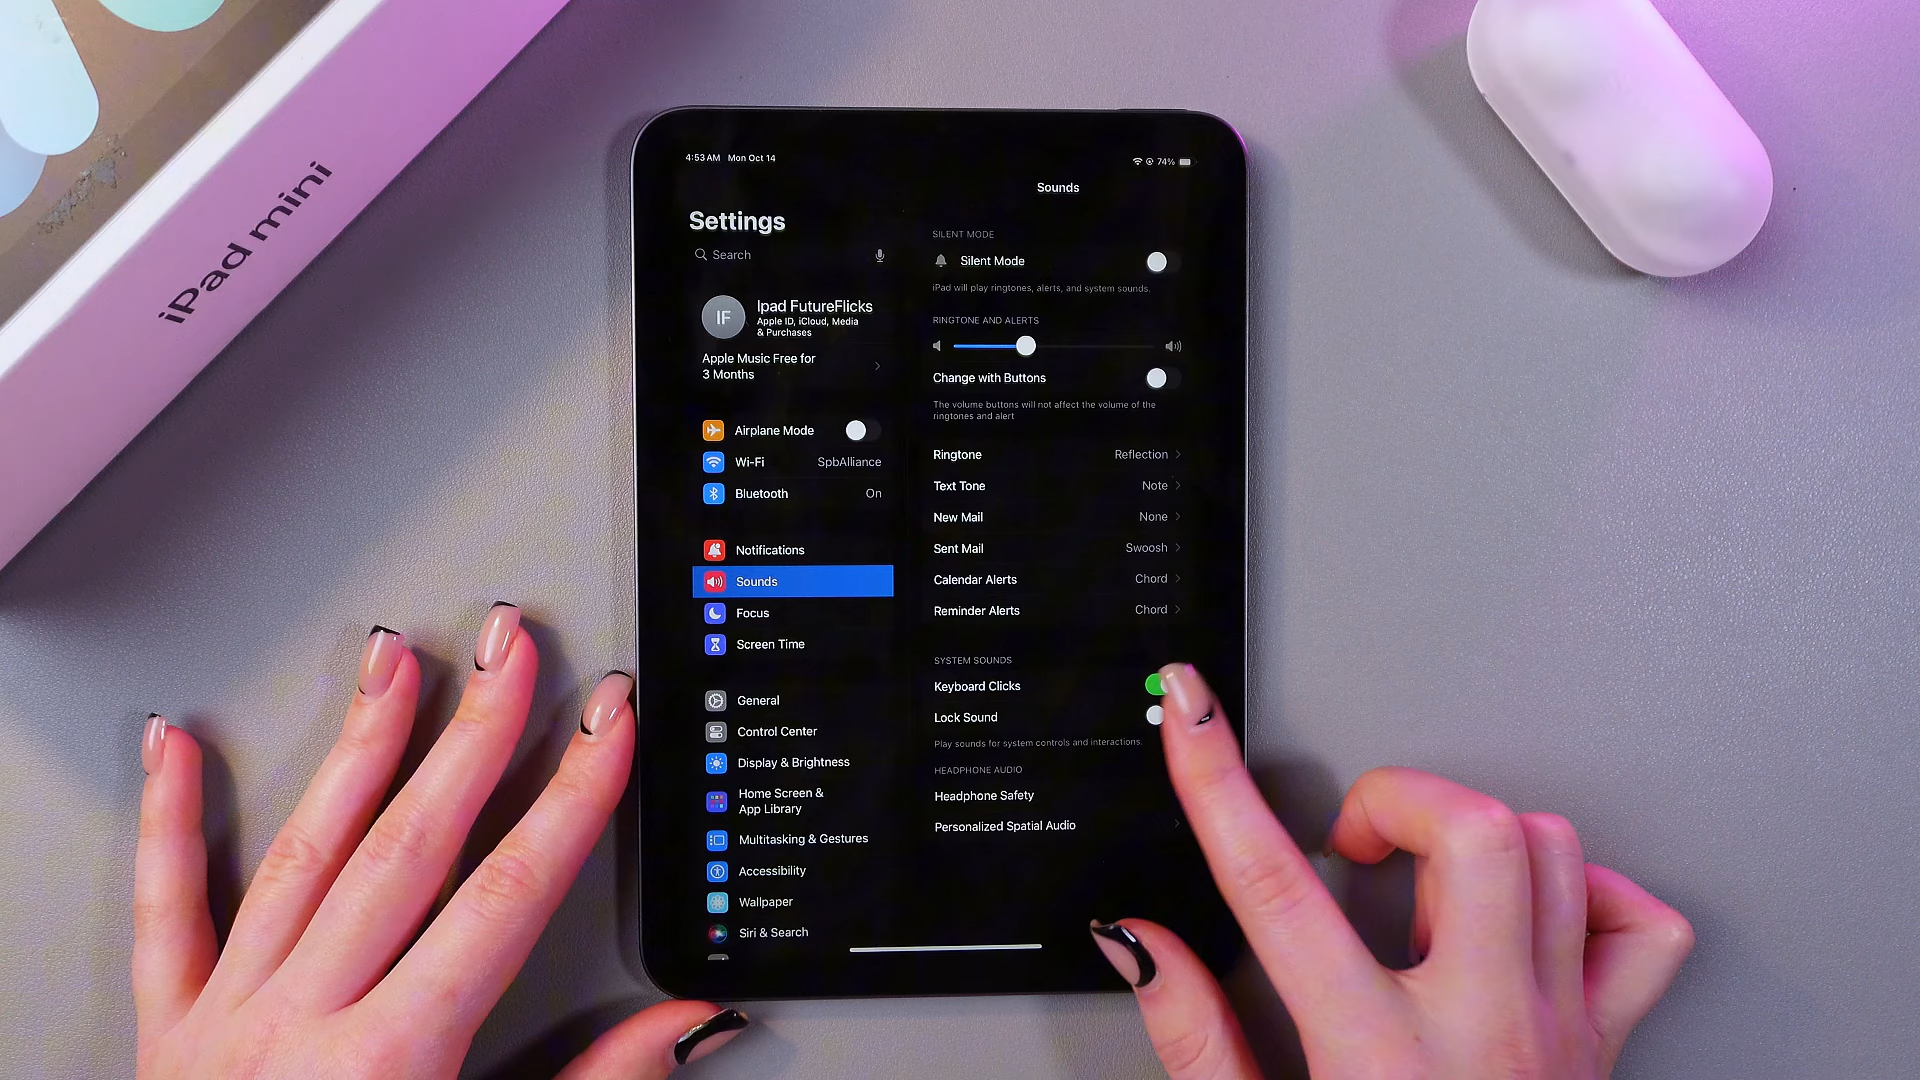 iPad mini
4:53 AM Mon Oct 14
74%
Settings
Search
IF
Ipad FutureFlicks
Apple ID, iCloud, Media
& Purchases
Apple Music Free for
3 Months
Airplane Mode
Wi-Fi SpbAlliance
Bluetooth On
Notifications
Sounds
Focus
Screen Time
General
Control Center
Display & Brightness
Home Screen &
App Library
Multitasking & Gestures
Accessibility
Wallpaper
Siri & Search
Sounds
SILENT MODE
Silent Mode
iPad will play ringtones, alerts, and system sounds.
RINGTONE AND ALERTS
Change with Buttons
The volume buttons will not affect the volume of the
ringtones and alert
Ringtone Reflection
Text Tone Note
New Mail None
Sent Mail Swoosh
Calendar Alerts Chord
Reminder Alerts Chord
SYSTEM SOUNDS
Keyboard Clicks
Lock Sound
Play sounds for system controls and interactions.
HEADPHONE AUDIO
Headphone Safety
Personalized Spatial Audio